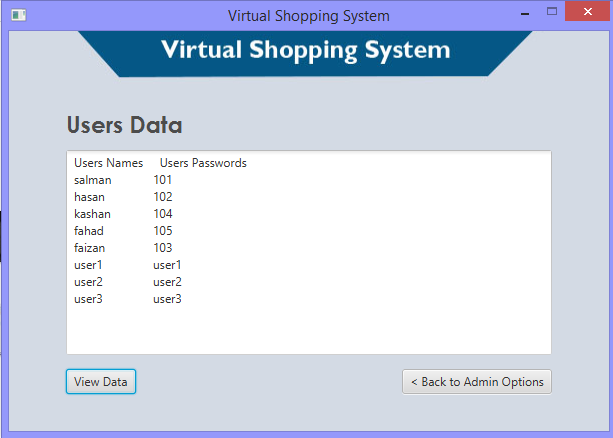 Virtual Shopping System
Virtual Shopping System
Users Data
Users Names Users Passwords
salman 101
hasan 102
kashan 104
fahad 105
faizan 103
user1 user1
user2 user2
user3 user3
View Data
< Back to Admin Options